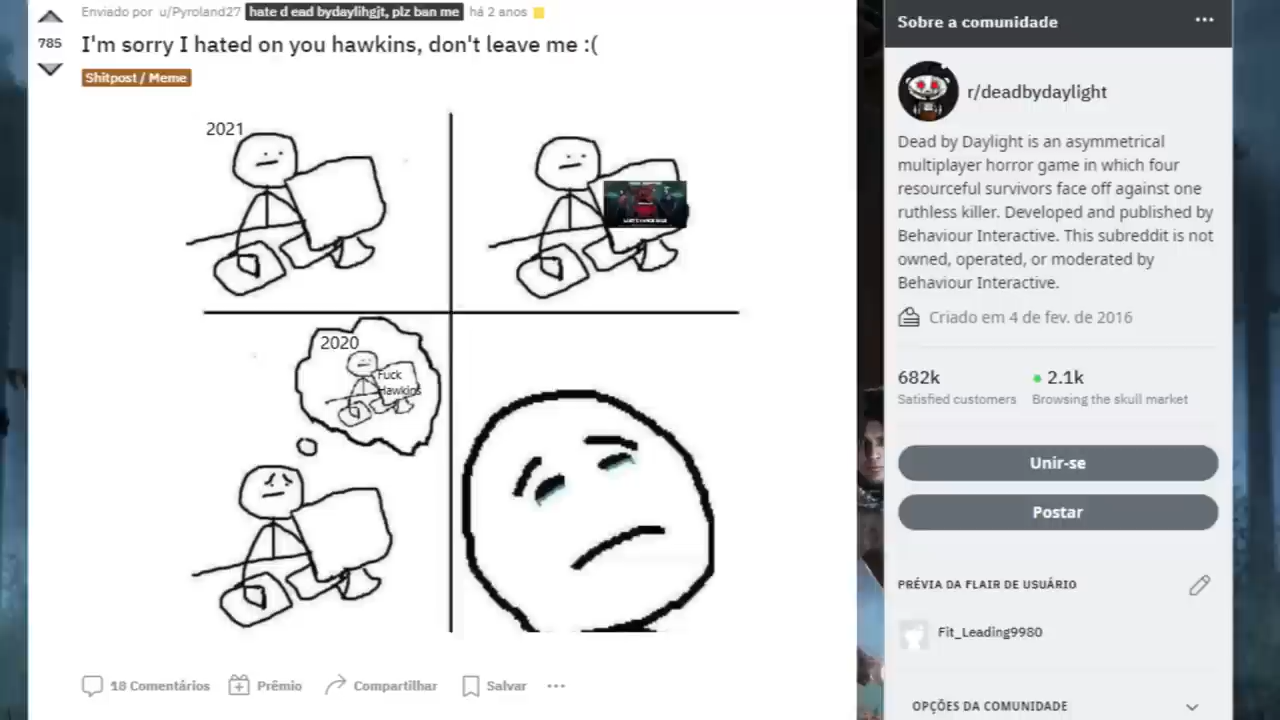 Enviado por u/Pyroland27 hate d ead bydaylihgjt, plz ban me há 2 anos
785
I'm sorry I hated on you hawkins, don't leave me :(
Shitpost / Meme
2021
2020
Fuck
Hawkins
18 Comentários Prêmio Compartilhar Salvar
Sobre a comunidade
r/deadbydaylight
Dead by Daylight is an asymmetrical
multiplayer horror game in which four
resourceful survivors face off against one
ruthless killer. Developed and published by
Behaviour Interactive. This subreddit is not
owned, operated, or moderated by
Behaviour Interactive.
Criado em 4 de fev. de 2016
682k 2.1k
Satisfied customers Browsing the skull market
Unir-se
Postar
PRÉVIA DA FLAIR DE USUÁRIO
Fit_Leading9980
OPÇÕES DA COMUNIDADE